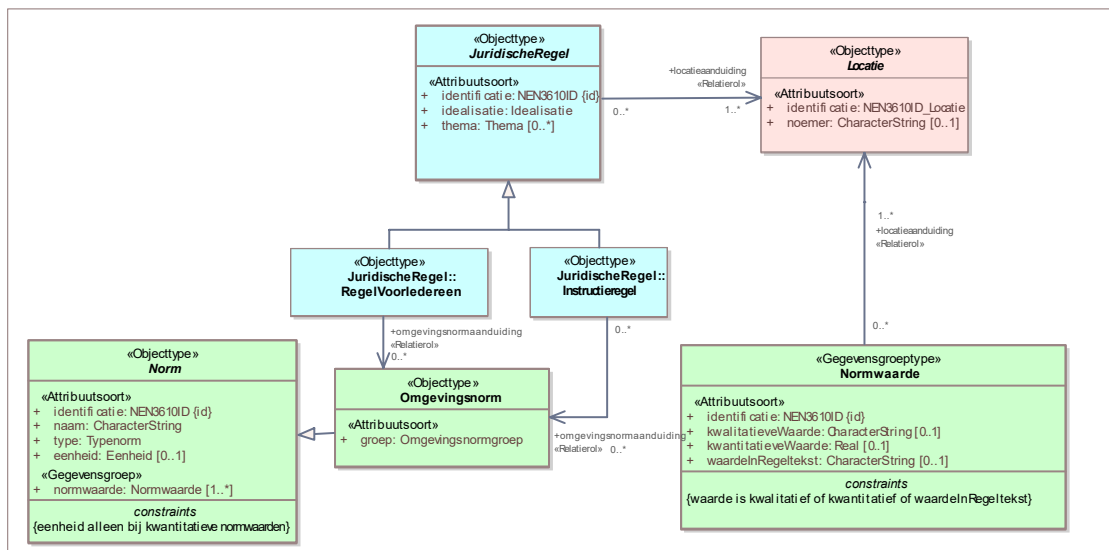 «Objecttype»
JuridischeRegel
«Attribuutsoort»
+ identificatie: NEN3610ID {id}
+ idealisatie: Idealisatie
+ thema: Thema [0..*]
0..*
+locatieaanduiding
«Relatierol»
1..*
«Objecttype»
Locatie
«Attribuutsoort»
+ identificatie: NEN3610ID_Locatie
+ noemer: CharacterString [0..1]
1..*
+locatieaanduiding
«Relatierol»
0..*
«Objecttype»
JuridischeRegel::
RegelVoorIedereen
«Objecttype»
JuridischeRegel::
Instructieregel
+omgevingsnormaanduiding
«Relatierol»
0..*
0..*
«Objecttype»
Norm
«Attribuutsoort»
+ identificatie: NEN3610ID {id}
+ naam: CharacterString
+ type: Typenorm
+ eenheid: Eenheid [0..1]
«Gegevensgroep»
+ normwaarde: Normwaarde [1..*]
constraints
{eenheid alleen bij kwantitatieve normwaarden}
«Objecttype»
Omgevingsnorm
«Attribuutsoort»
+ groep: Omgevingsnormgroep
+omgevingsnormaanduiding
«Relatierol»
0..*
«Gegevensgroeptype»
Normwaarde
«Attribuutsoort»
+ identificatie: NEN3610ID {id}
+ kwalitatieveWaarde: CharacterString [0..1]
+ kwantitatieveWaarde: Real [0..1]
+ waardeInRegeltekst: CharacterString [0..1]
constraints
{waarde is kwalitatief of kwantitatief of waardeInRegeltekst}